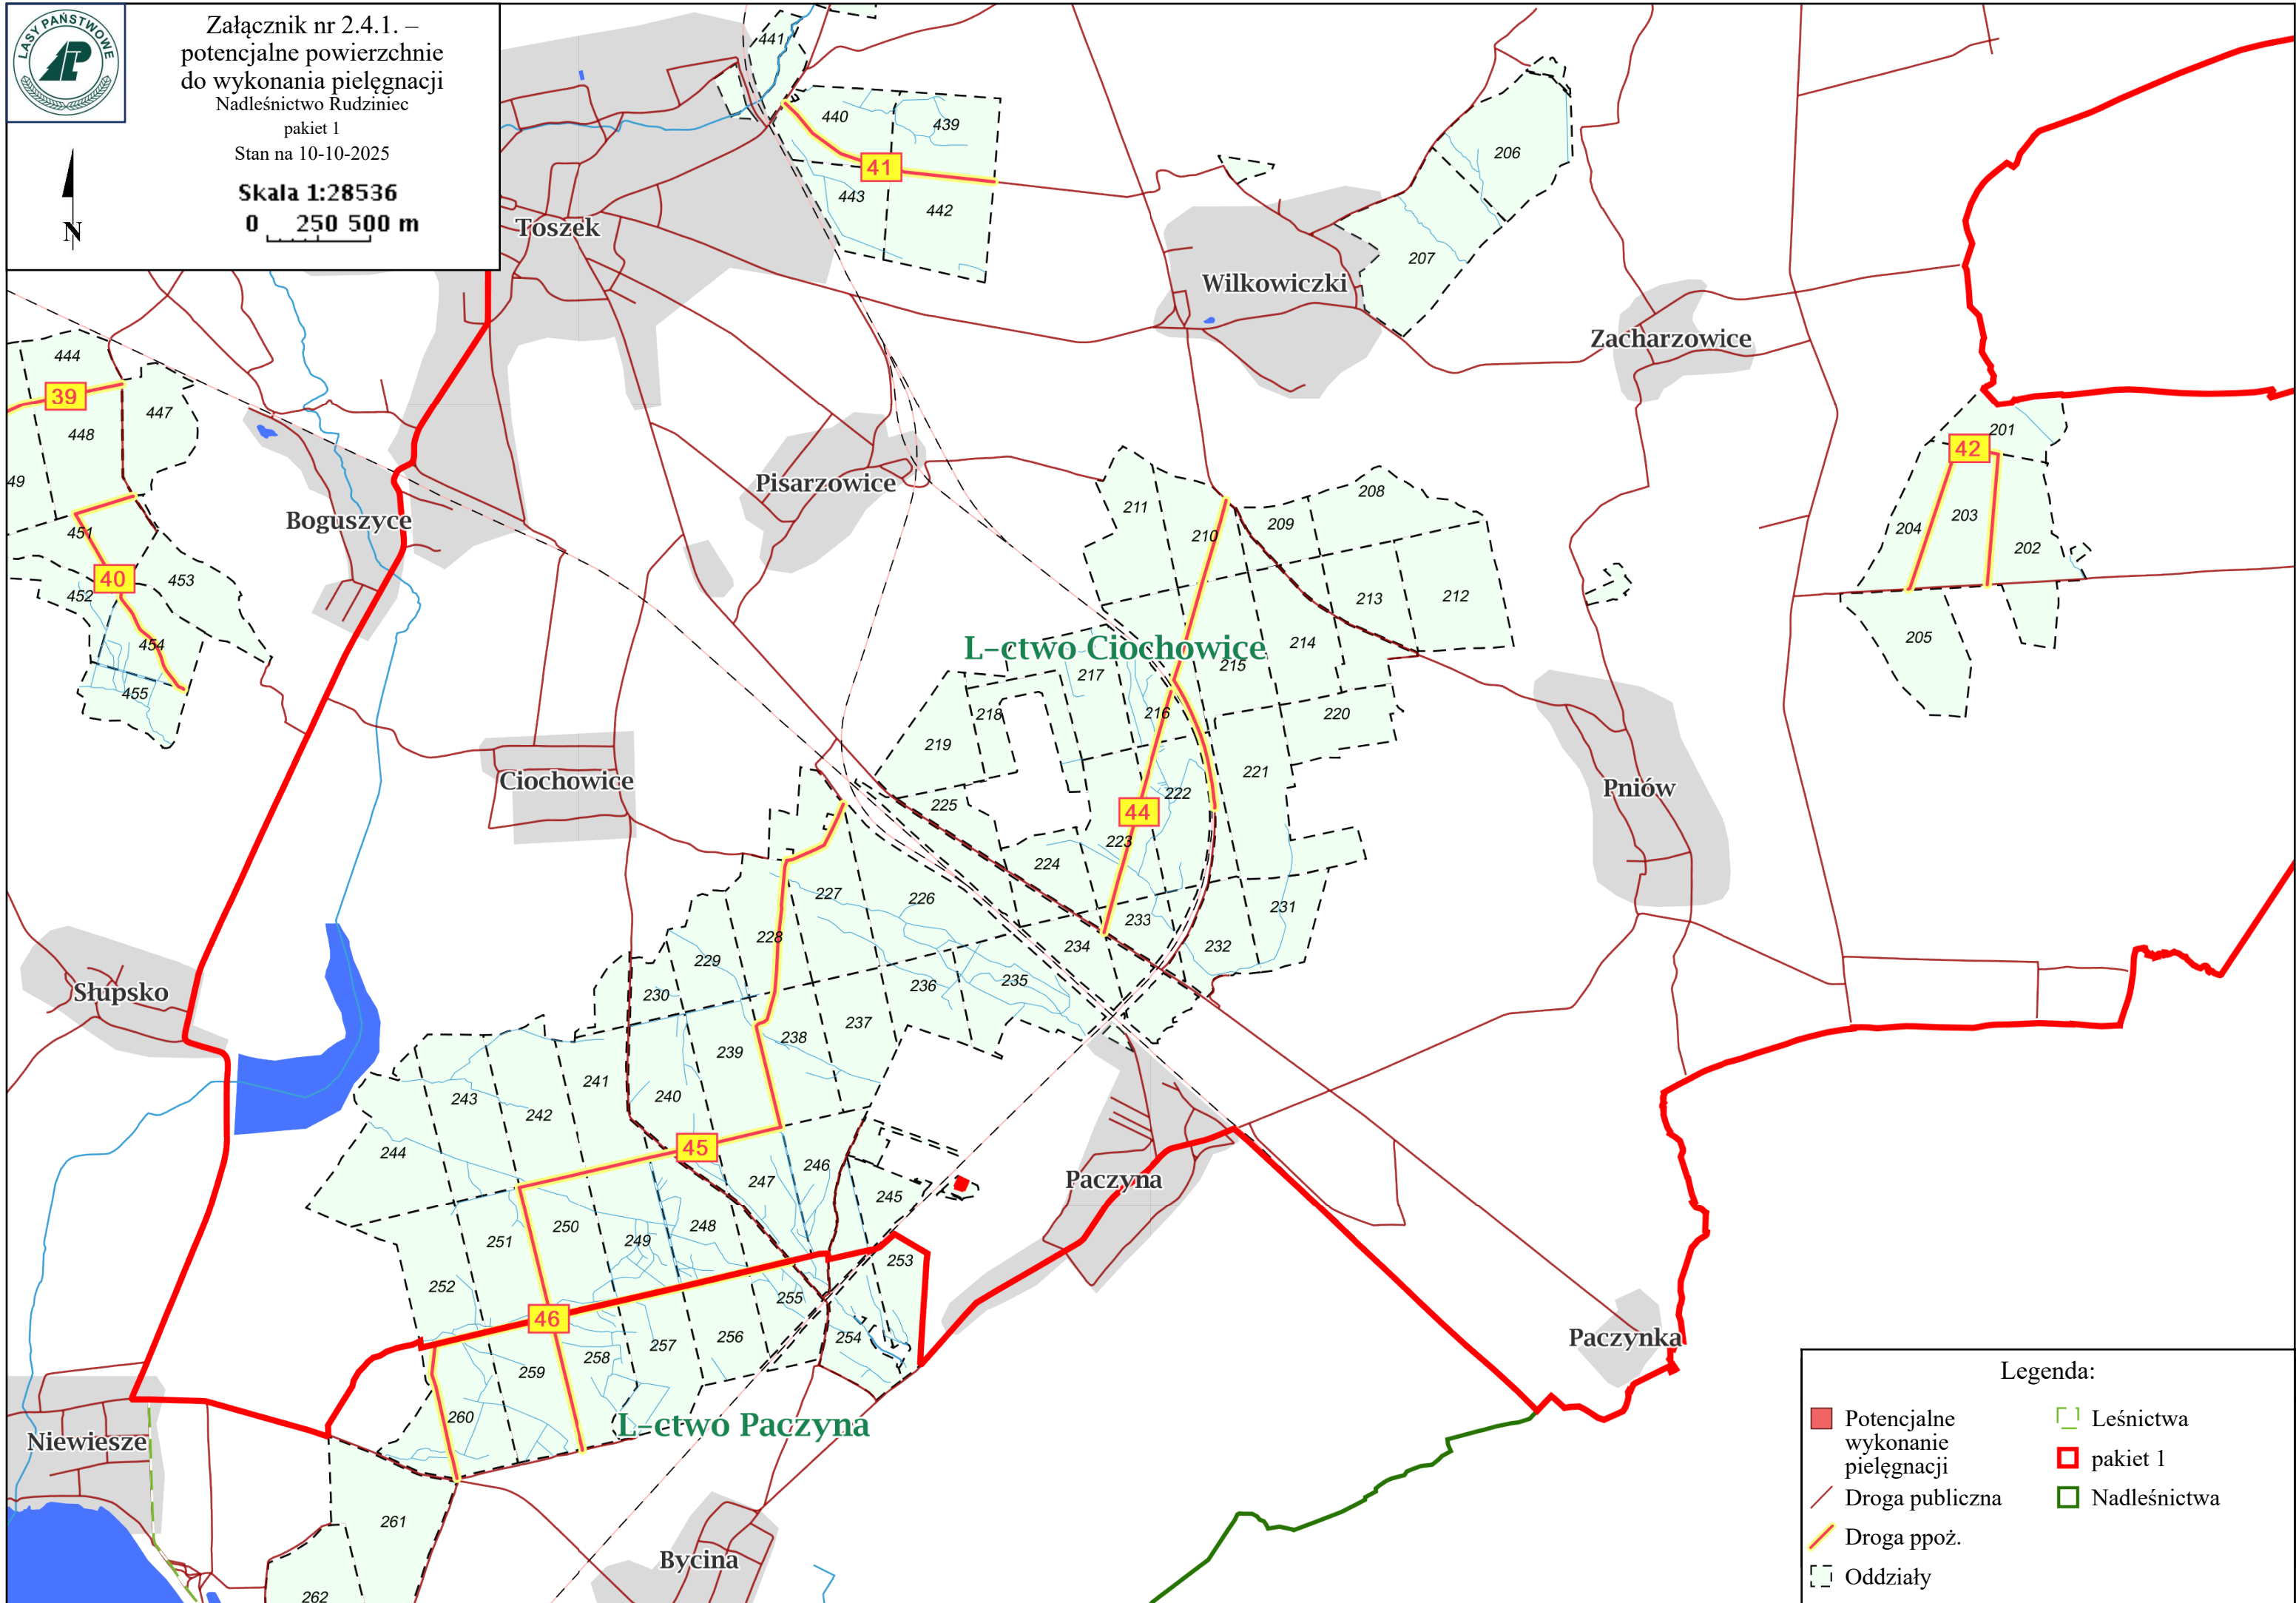 LASY PAŃSTWOWE
Załącznik nr 2.4.1. –
potencjalne powierzchnie
do wykonania pielęgnacji
Nadleśnictwo Rudziniec
pakiet 1
Stan na 10-10-2025
Skala 1:28536
0 250 500 m
N
441
440
439
41
443
442
206
207
Toszek
Wilkowiczki
Zacharzowice
444
39
447
448
49
451
40
452
453
454
455
Boguszyce
Pisarzowice
201
42
204
203
202
205
211
210
209
208
213
212
214
215
L-ctwo Ciochowice
217
218
216
219
220
221
225
44
222
223
224
Ciochowice
Pniów
227
226
228
229
230
231
232
233
234
235
236
237
238
239
240
241
242
243
244
Słupsko
45
246
247
245
Paczyna
248
249
250
251
252
253
255
46
254
256
257
258
259
260
L-ctwo Paczyna
Paczynka
Niewiesze
261
262
Bycina
Legenda:
Potencjalne
wykonanie
pielęgnacji
Droga publiczna
Droga ppoż.
Oddziały
Leśnictwa
pakiet 1
Nadleśnictwa